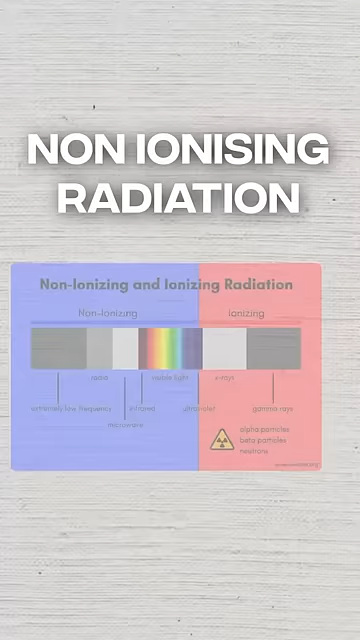 NON IONISING
RADIATION
Non-Ionizing and Ionizing Radiation
Non-Ionizing
Ionizing
radio
visible light
x-rays
extremely low frequency
infrared
ultraviolet
gamma rays
microwave
alpha particles
beta particles
neutrons